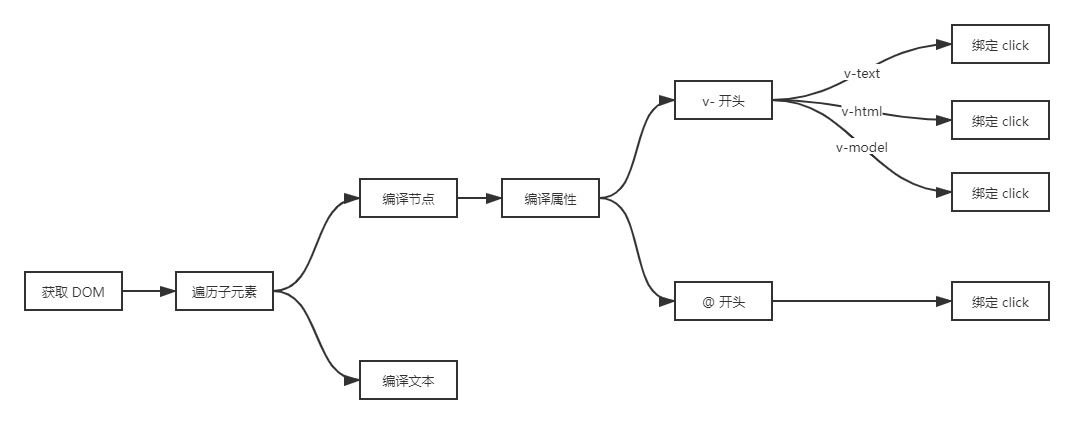 绑定 click
v-text
v- 开头
v-html
绑定 click
v-model
编译节点
编译属性
绑定 click
获取 DOM
遍历子元素
@ 开头
绑定 click
编译文本